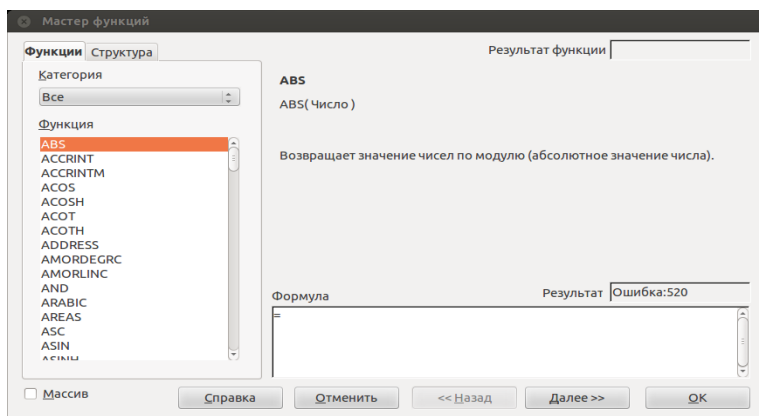 Мастер функций
Функции Структура
Результат функции
Категория
Все
Функция
ABS
ACCRINT
ACCRINTM
ACOS
ACOSH
ACOT
ACOTH
ADDRESS
AMORDEGRC
AMORLINC
AND
ARABIC
AREAS
ASC
ASIN
ASINH
ABS
ABS( Число )
Возвращает значение чисел по модулю (абсолютное значение числа).
Формула
Результат Ошибка:520
=
Массив
Справка Отменить << Назад Далее >> OK